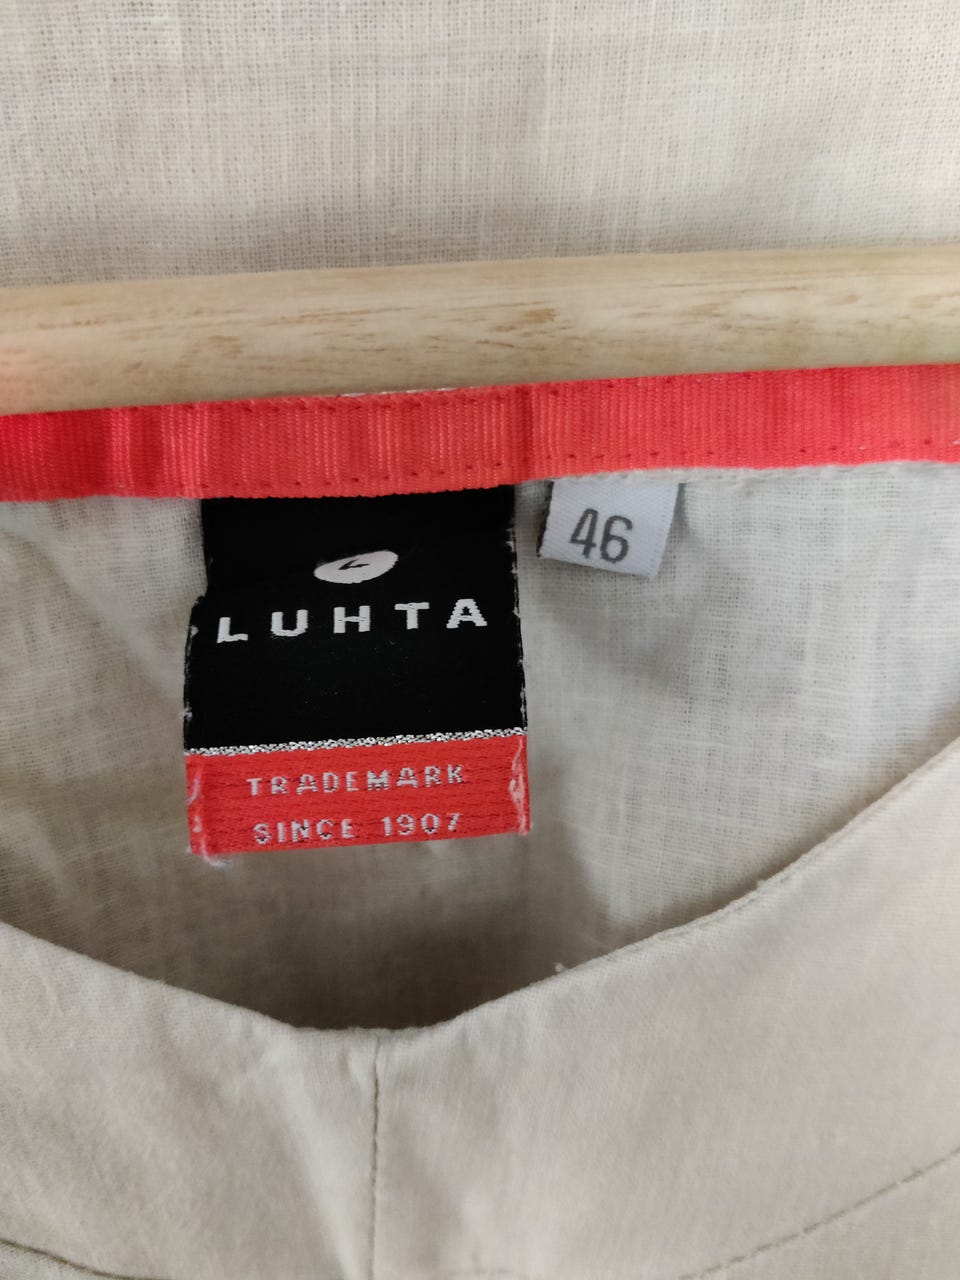 46
LUHTA
TRADEMARK
SINCE 1907